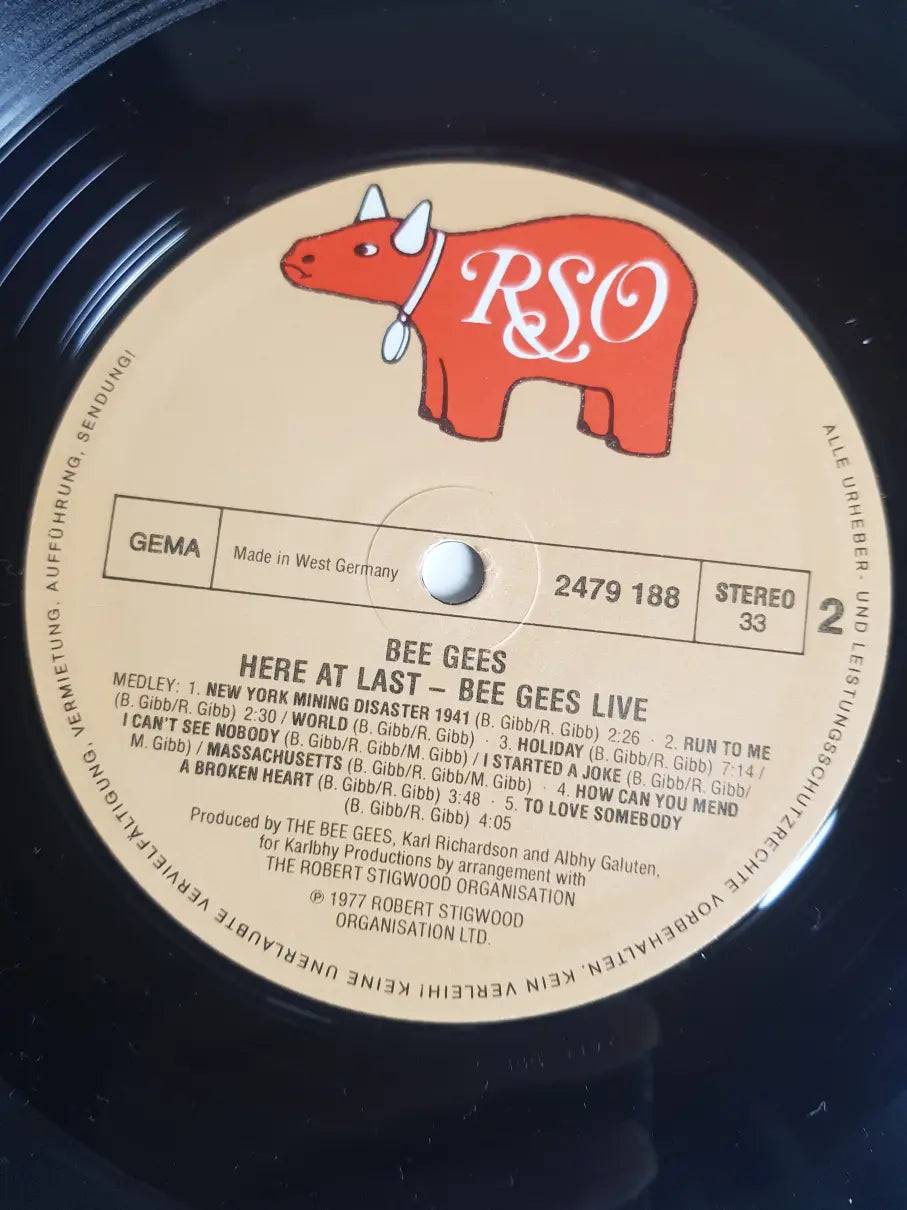 RSO
GEMA
Made in West Germany
2479 188
STEREO
33
2
BEE GEES
HERE AT LAST – BEE GEES LIVE
MEDLEY: 1. NEW YORK MINING DISASTER 1941 (B. Gibb/R. Gibb) 2:26 · 2. RUN TO ME
(B. Gibb/R. Gibb) 2:30 / WORLD (B. Gibb/R. Gibb) · 3. HOLIDAY (B. Gibb/R. Gibb) 7:14 /
I CAN'T SEE NOBODY (B. Gibb/R. Gibb/M. Gibb) / I STARTED A JOKE (B. Gibb/R. Gibb/
M. Gibb) / MASSACHUSETTS (B. Gibb/R. Gibb/M. Gibb) · 4. HOW CAN YOU MEND
A BROKEN HEART (B. Gibb/R. Gibb) 3:48 · 5. TO LOVE SOMEBODY
(B. Gibb/R. Gibb) 4:05
Produced by THE BEE GEES, Karl Richardson and Albhy Galuten,
for Karlbhy Productions by arrangement with
THE ROBERT STIGWOOD ORGANISATION
℗ 1977 ROBERT STIGWOOD
ORGANISATION LTD.
ALLE URHEBER- UND LEISTUNGSSCHUTZRECHTE VORBEHALTEN. KEIN VERLEIH! KEINE UNERLAUBTE VERVIELFÄLTIGUNG, VERMIETUNG, AUFFÜHRUNG, SENDUNG!